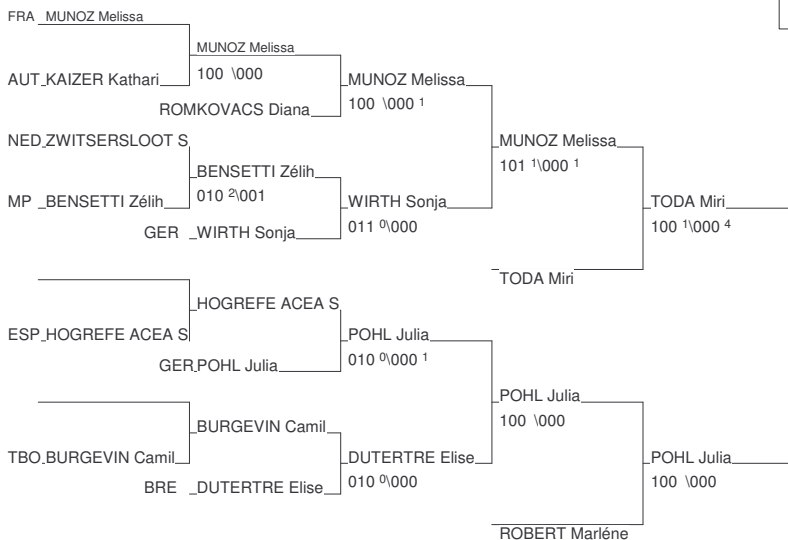 FRA MUNOZ Melissa
MUNOZ Melissa
100 \000
AUT KAIZER Kathari
MUNOZ Melissa
100 \000 1
ROMKOVACS Diana
NED ZWITSERSLOOT S
MUNOZ Melissa
101 1\000 1
BENSETTI Zélih
010 2\001
MP BENSETTI Zélih
WIRTH Sonja
011 0\000
TODA Miri
100 1\000 4
GER WIRTH Sonja
TODA Miri
HOGREFE ACEA S
ESP HOGREFE ACEA S
POHL Julia
010 0\000 1
GER POHL Julia
POHL Julia
100 \000
BURGEVIN Camil
TBO BURGEVIN Camil
DUTERTRE Elise
010 0\000
POHL Julia
100 \000
BRE DUTERTRE Elise
ROBERT Marléne